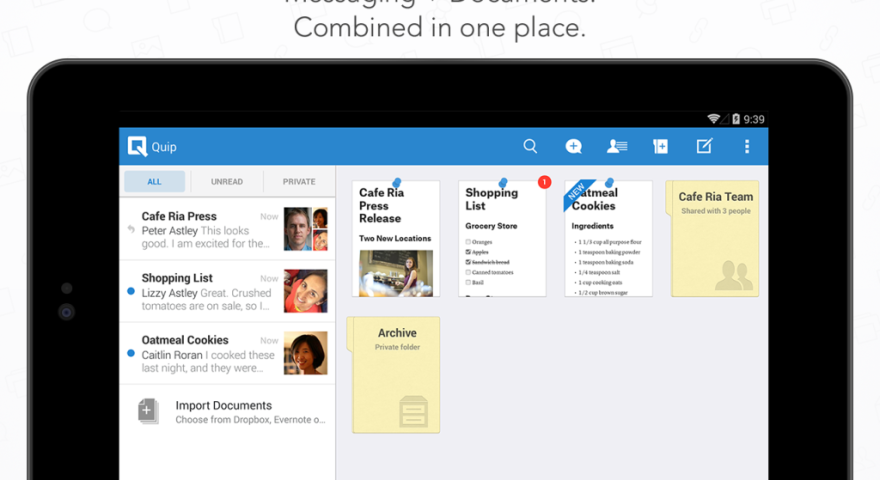 Messaging + Documents.
Combined in one place.
9:39
Quip
ALL
UNREAD
PRIVATE
Cafe Ria Press
Now
Peter Astley This looks
good. I am excited for the...
Shopping List
Now
Lizzy Astley Great. Crushed
tomatoes are on sale, so I...
Oatmeal Cookies
Now
Caitlin Roran I cooked these
last night, and they were...
Import Documents
Choose from Dropbox, Evernote o...
Cafe Ria
Press
Release
Two New Locations
1
Shopping
List
Grocery Store
Oranges
Apples
Sandwich bread
Canned tomatoes
Basil
NEW
Oatmeal
Cookies
Ingredients
• 1 1/3 cup all purpose flour
• 1 teaspoon baking powder
• 1 teaspoon baking soda
• 1/4 teaspoon salt
• 1 cup cooking oats
• 1/2 cup brown sugar
Cafe Ria Team
Shared with 3 people
Archive
Private folder